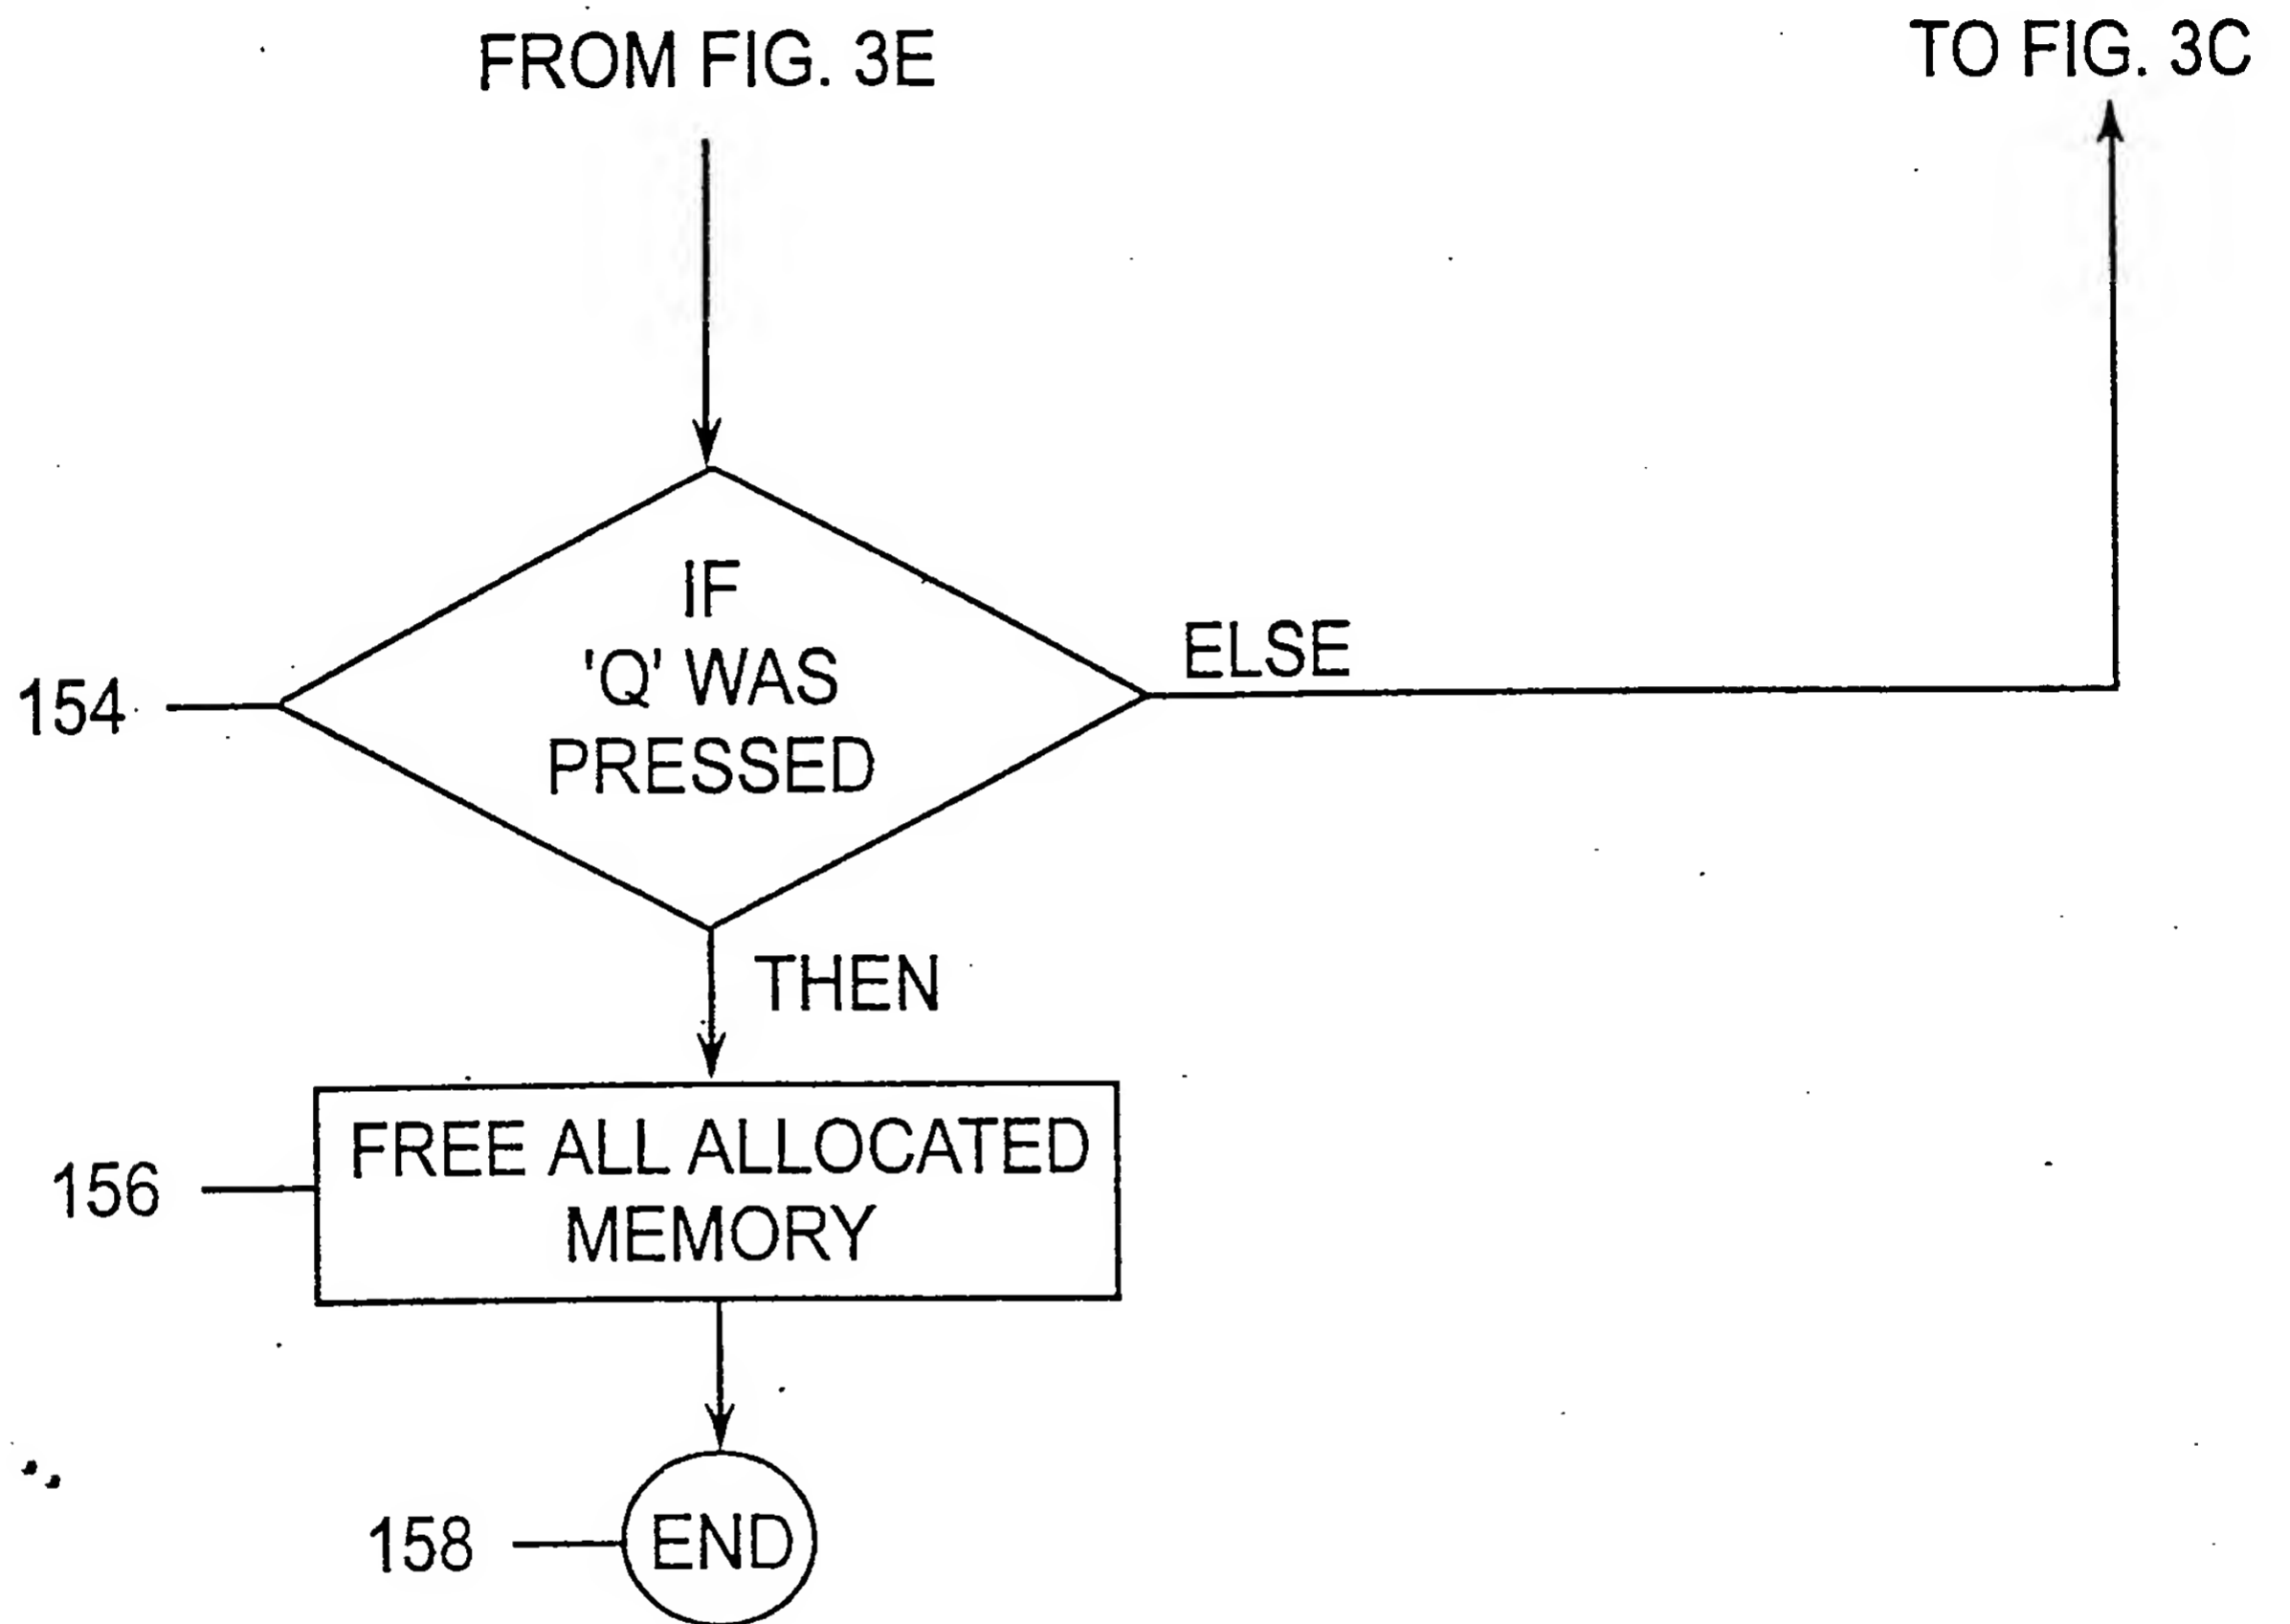 FROM FIG. 3E
TO FIG. 3C
IF
'Q' WAS
PRESSED
ELSE
154
THEN
FREE ALL ALLOCATED
MEMORY
156
158
END